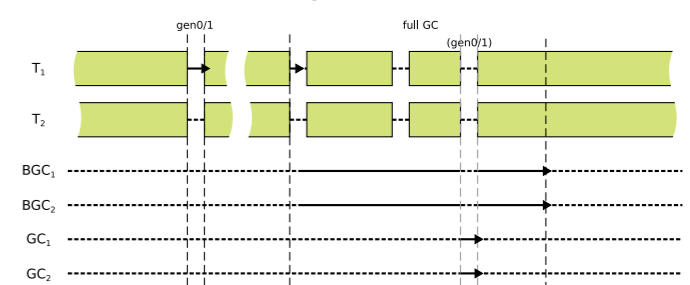 gen0/1
full GC
(gen0/1)
T₁
T₂
BGC₁
BGC₂
GC₁
GC₂